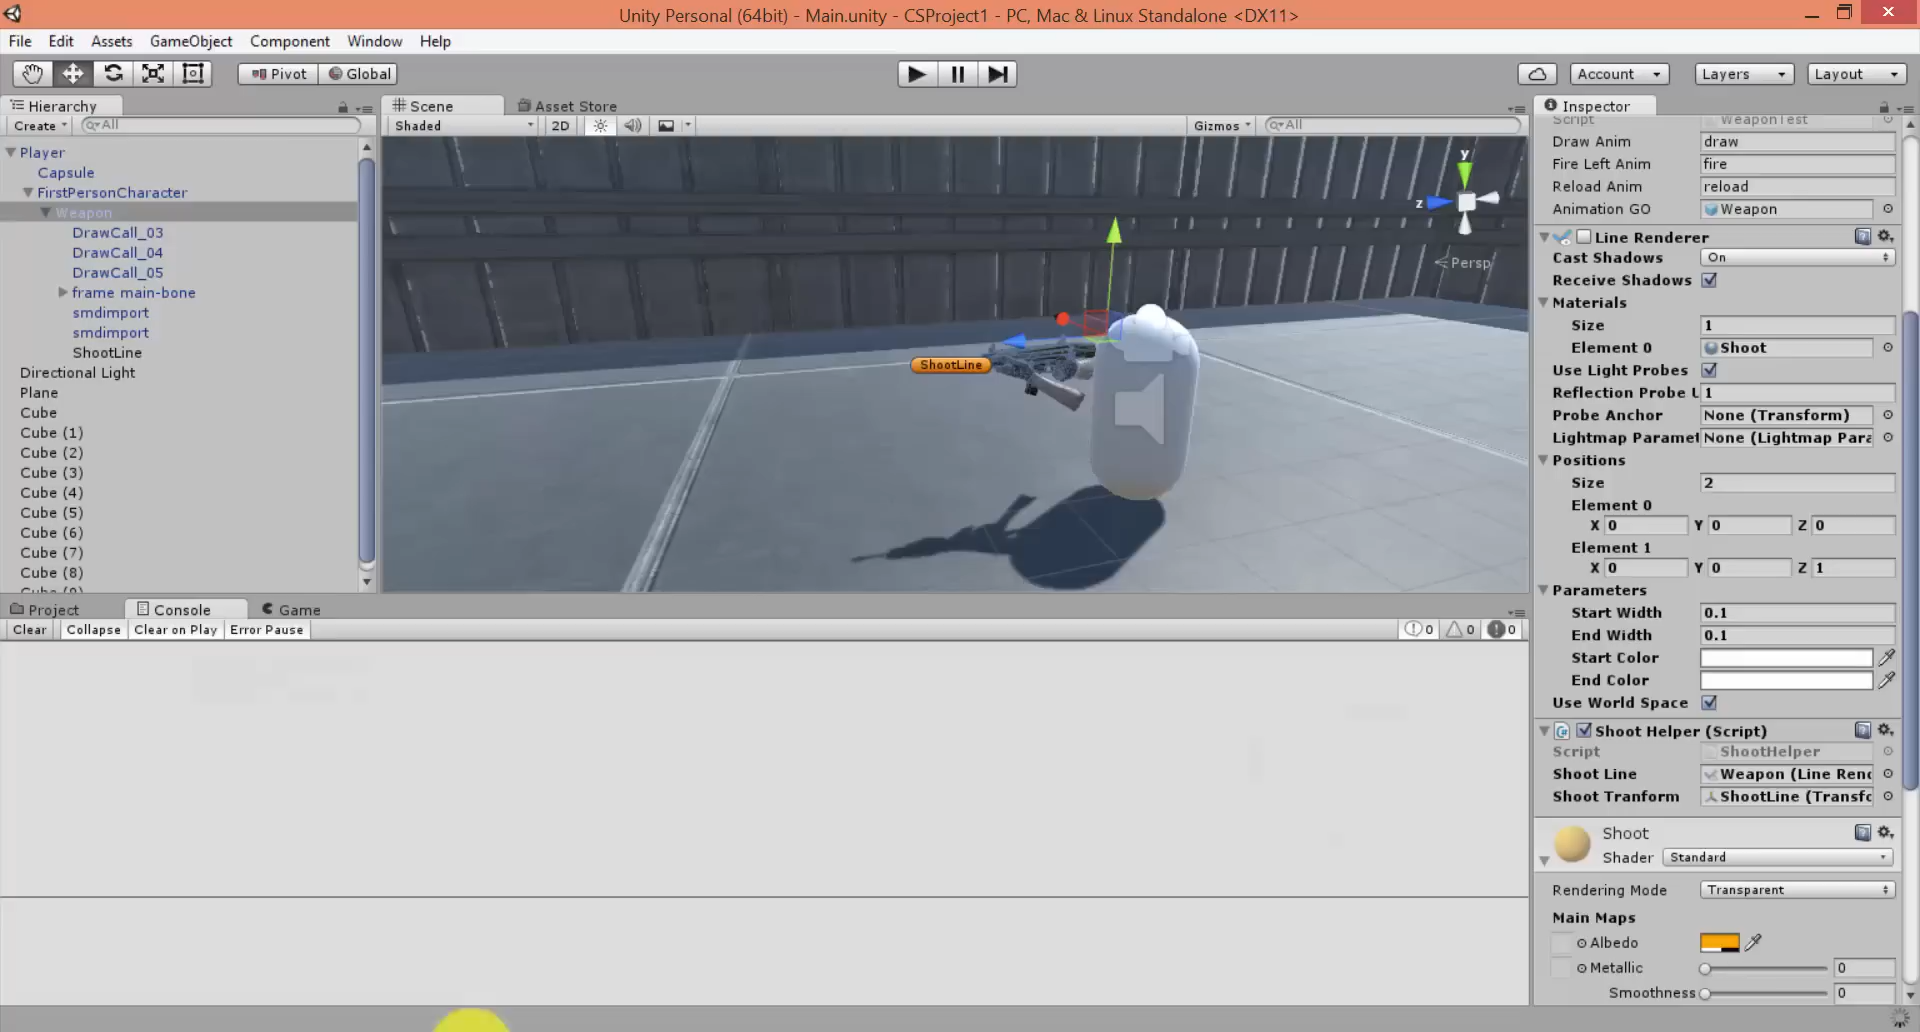 Unity Personal (64bit) - Main.unity - CSProject1 - PC, Mac & Linux Standalone <DX11>
File Edit Assets GameObject Component Window Help
Pivot Global Account Layers Layout
Hierarchy
Create All
Player
Capsule
FirstPersonCharacter
Weapon
DrawCall_03
DrawCall_04
DrawCall_05
frame main-bone
smdimport
smdimport
ShootLine
Directional Light
Plane
Cube
Cube (1)
Cube (2)
Cube (3)
Cube (4)
Cube (5)
Cube (6)
Cube (7)
Cube (8)
Scene Asset Store
Shaded 2D Gizmos All
y
z
Persp
ShootLine
Project Console Game
Clear Collapse Clear on Play Error Pause 0 0 0
Inspector
Script WeaponTest
Draw Anim draw
Fire Left Anim fire
Reload Anim reload
Animation GO Weapon
Line Renderer
Cast Shadows On
Receive Shadows
Materials
Size 1
Element 0 Shoot
Use Light Probes
Reflection Probe U 1
Probe Anchor None (Transform)
Lightmap Paramet None (Lightmap Para
Positions
Size 2
Element 0
X 0 Y 0 Z 0
Element 1
X 0 Y 0 Z 1
Parameters
Start Width 0.1
End Width 0.1
Start Color
End Color
Use World Space
Shoot Helper (Script)
Script ShootHelper
Shoot Line Weapon (Line Rend
Shoot Tranform ShootLine (Transfo
Shoot
Shader Standard
Rendering Mode Transparent
Main Maps
Albedo
Metallic 0
Smoothness 0